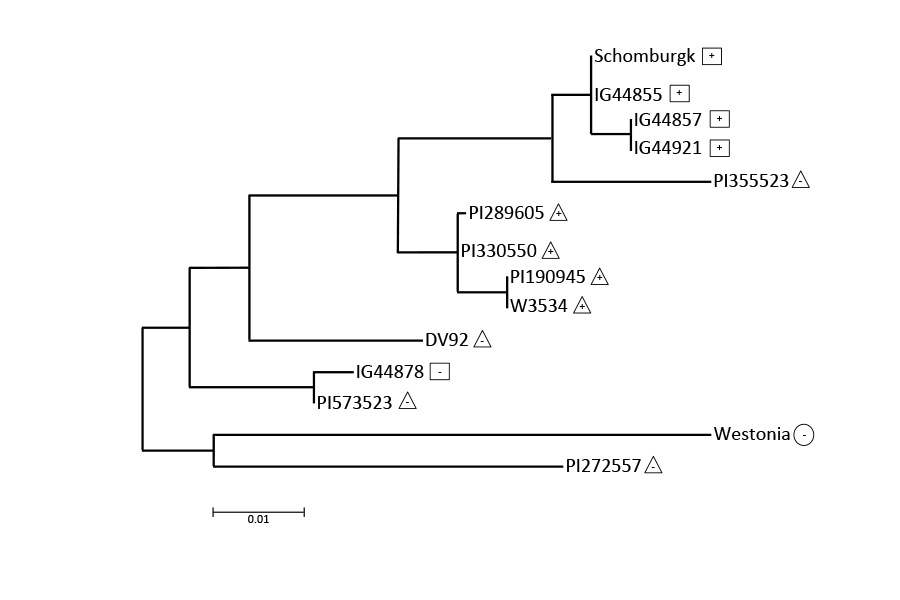 Schomburgk +
IG44855 +
IG44857 +
IG44921 +
PI355523 -
PI289605 +
PI330550 +
PI190945 +
W3534 +
DV92 -
IG44878 -
PI573523 -
Westonia -
PI272557 -
0.01